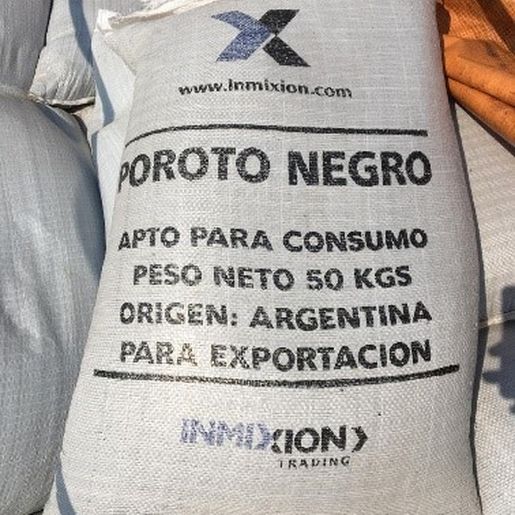 www.inmixion.com
POROTO NEGRO
APTO PARA CONSUMO
PESO NETO 50 KGS
ORIGEN: ARGENTINA
PARA EXPORTACION
INMIXION
TRADING